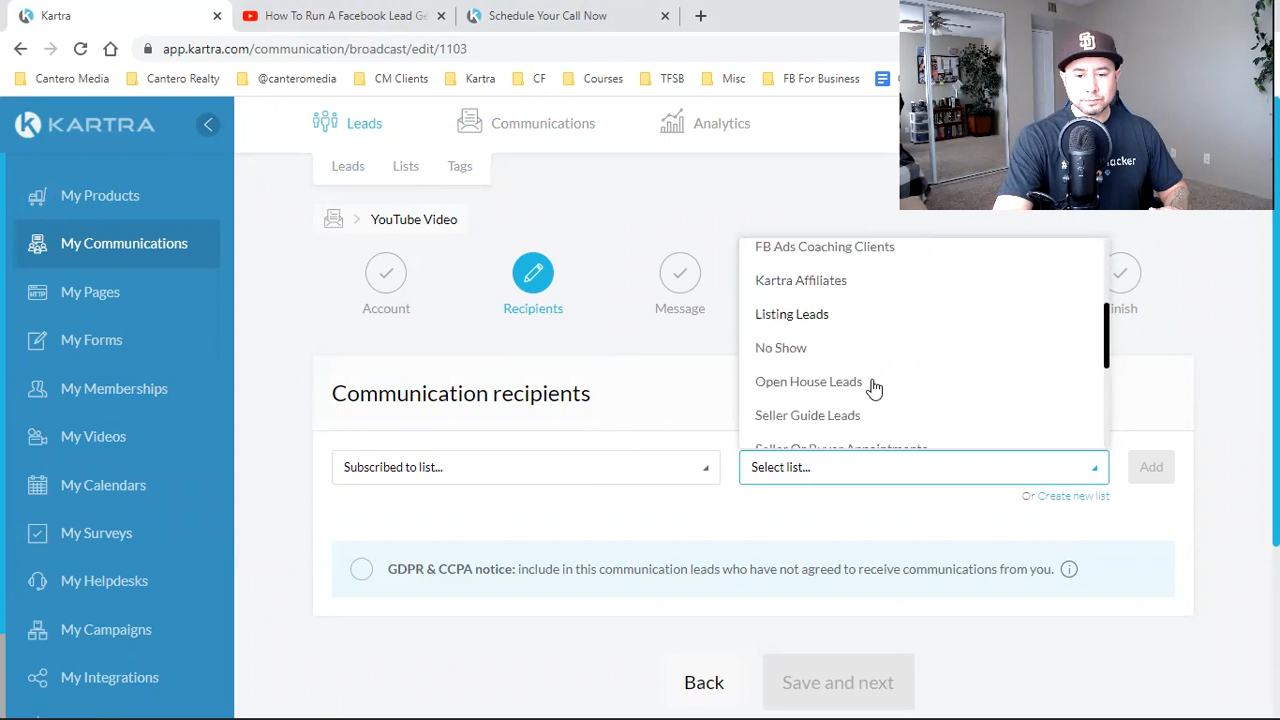 Kartra
How To Run A Facebook Lead Ge
Schedule Your Call Now
app.kartra.com/communication/broadcast/edit/1103
Cantero Media
Cantero Realty
@canteromedia
CM Clients
Kartra
CF
Courses
TFSB
Misc
FB For Business
KARTRA
Leads
Communications
Analytics
Leads
Lists
Tags
My Products
My Communications
My Pages
My Forms
My Memberships
My Videos
My Calendars
My Surveys
My Helpdesks
My Campaigns
My Integrations
YouTube Video
Account
Recipients
Message
inish
FB Ads Coaching Clients
Kartra Affiliates
Listing Leads
No Show
Open House Leads
Seller Guide Leads
Seller Or Buyer Appointments
Communication recipients
Subscribed to list...
Select list...
Add
Or Create new list
GDPR & CCPA notice: include in this communication leads who have not agreed to receive communications from you.
Back
Save and next